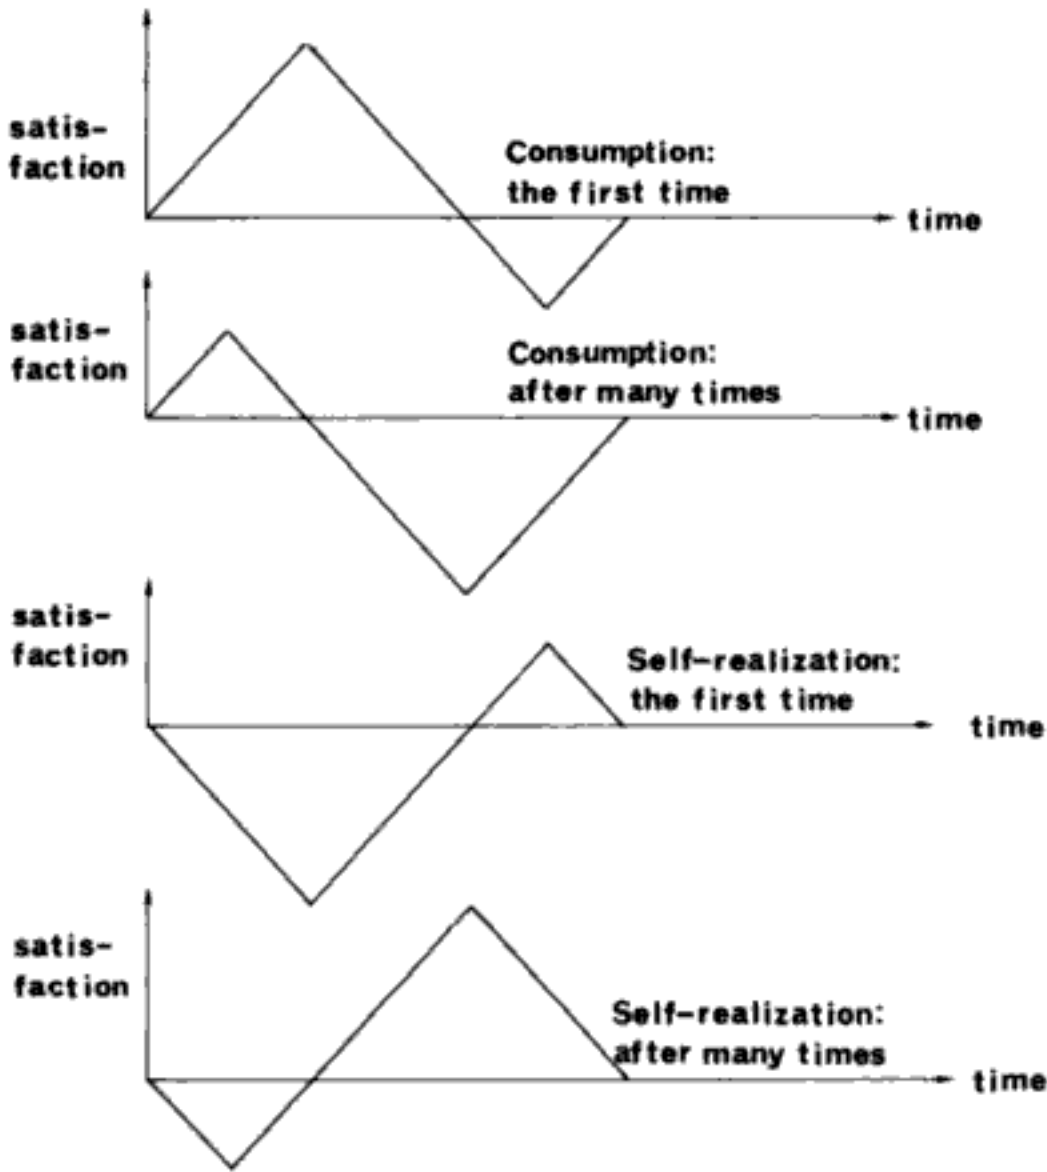 satis-
faction
Consumption:
the first time
time
satis-
faction
Consumption:
after many times
time
satis-
faction
Self-realization:
the first time
time
satis-
faction
Self-realization:
after many times
time